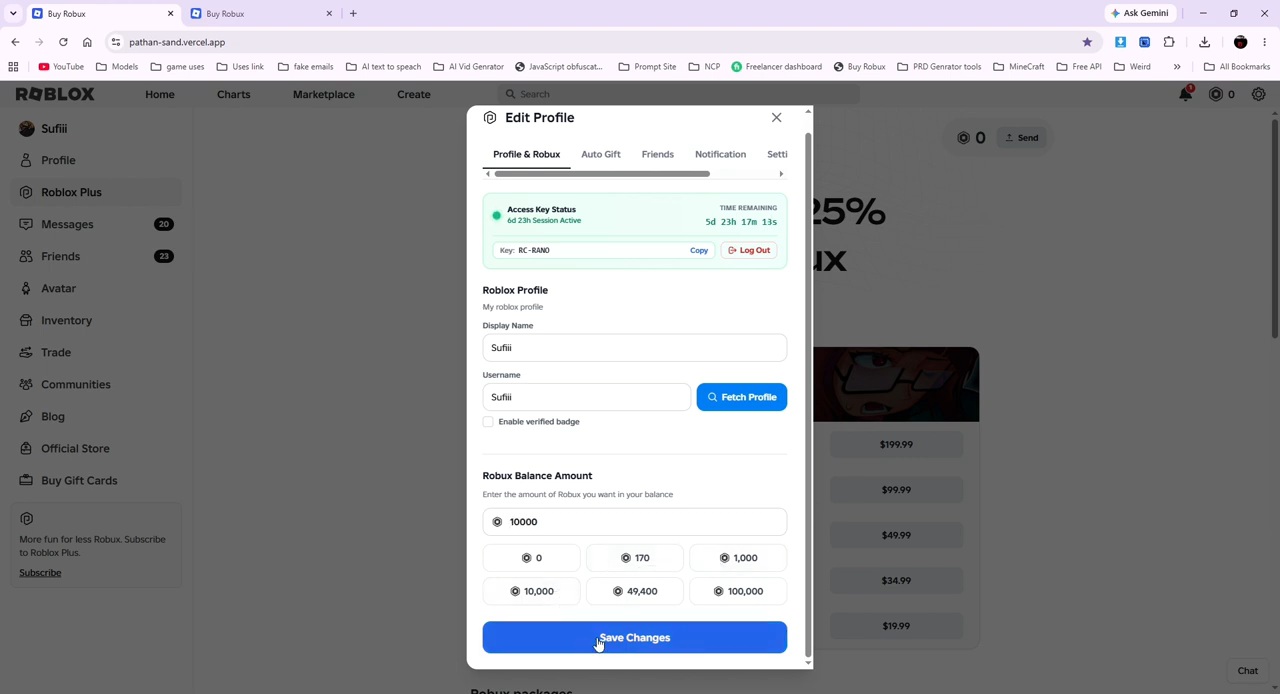 Buy Robux
Buy Robux
Ask Gemini
pathan-sand.vercel.app
YouTube
Models
game uses
Uses link
fake emails
AI text to speach
AI Vid Genrator
JavaScript obfuscat...
Prompt Site
NCP
Freelancer dashboard
Buy Robux
PRD Genrator tools
MineCraft
Free API
Weird
»
All Bookmarks
ROBLOX
Home
Charts
Marketplace
Create
Search
0
Sufiii
Profile
Roblox Plus
Messages
20
Friends
23
Avatar
Inventory
Trade
Communities
Blog
Official Store
Buy Gift Cards
More fun for less Robux. Subscribe
to Roblox Plus.
Subscribe
0
Send
25%
ux
Edit Profile
Profile & Robux
Auto Gift
Friends
Notification
Setti
Access Key Status
6d 23h Session Active
TIME REMAINING
5d 23h 17m 13s
Key: RC-RANO
Copy
Log Out
Roblox Profile
My roblox profile
Display Name
Sufiii
Username
Sufiii
Fetch Profile
Enable verified badge
Robux Balance Amount
Enter the amount of Robux you want in your balance
10000
0
170
1,000
10,000
49,400
100,000
Save Changes
$199.99
$99.99
$49.99
$34.99
$19.99
Chat
Robux packages